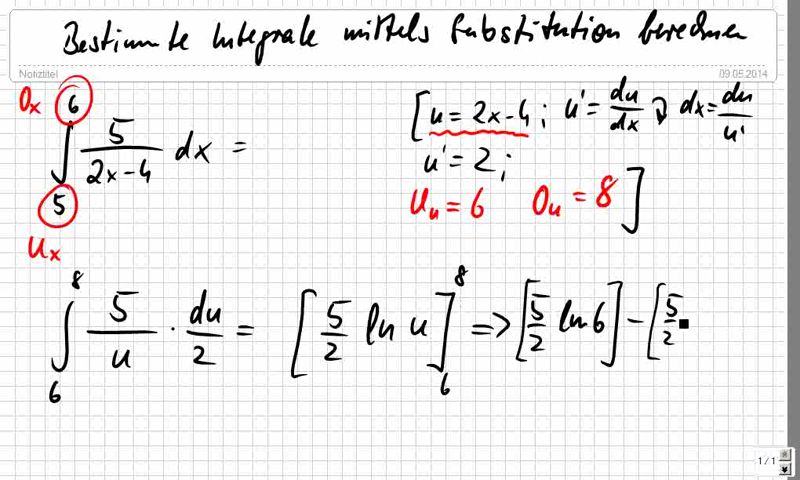 Bestimmte Integrale mittels Substitution berechnen
Notiztitel 09.05.2014
Ox 6 ∫ 5 5/(2x-4) dx = [u = 2x-4; u' = du/dx ⤵ dx = du/u'
u' = 2;
Ux Uu = 6 Ou = 8 ]
8 ∫ 6 5/u · du/2 = [5/2 ln u] 8 6 => [5/2 ln 6] - [5/2
1/1